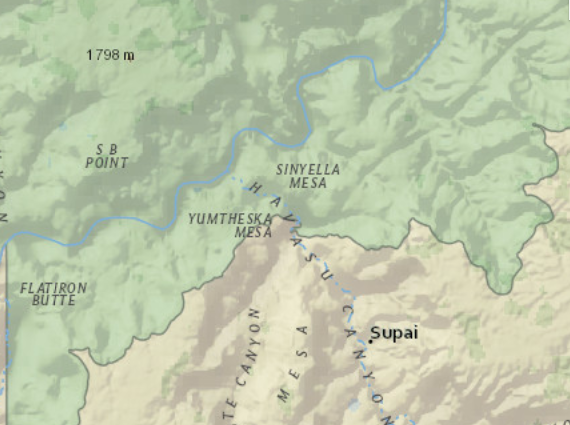 1798 m
S B
POINT
SINYELLA
MESA
HAVASU CANYON
YUMTHESKA
MESA
FLATIRON
BUTTE
Supai
TE CANYON
MESA